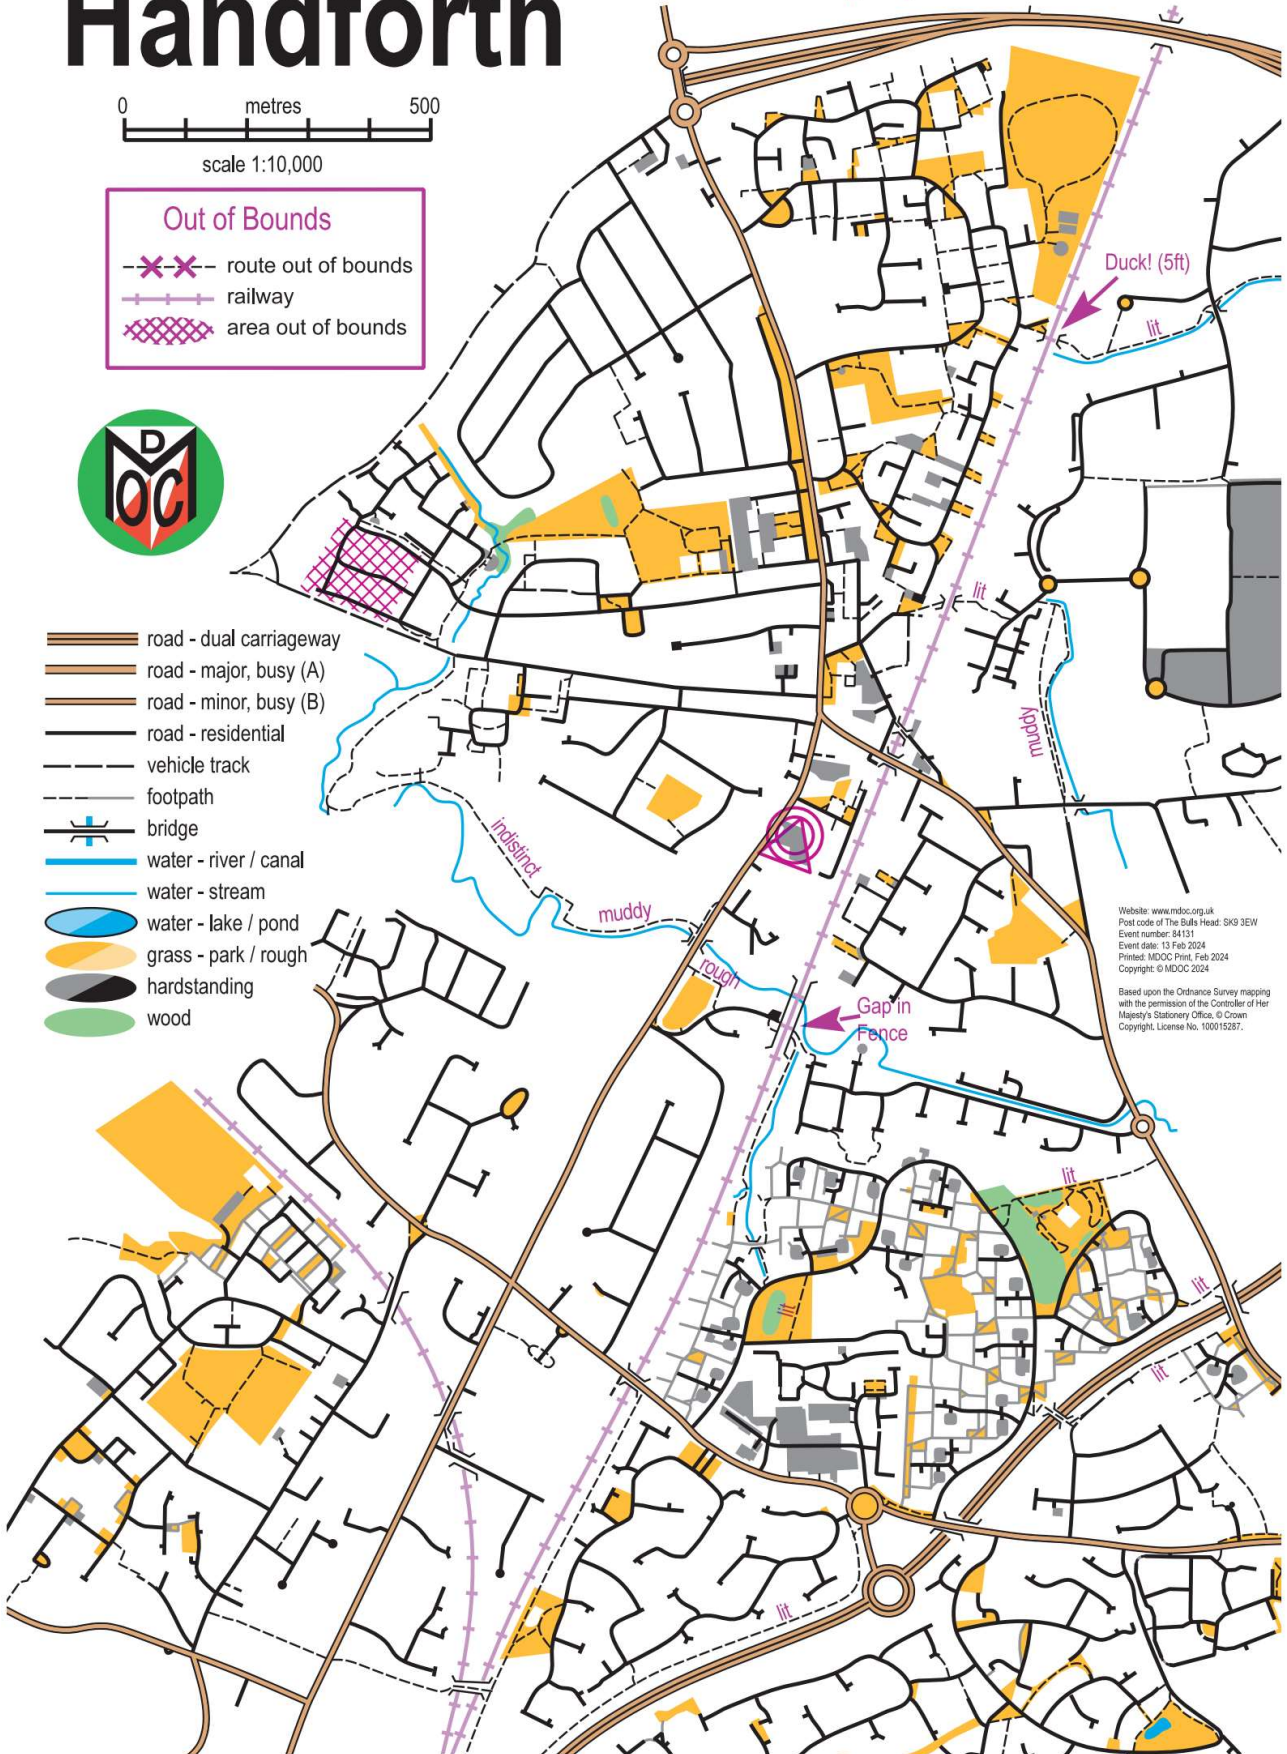 Handforth
0 metres 500
scale 1:10,000
Out of Bounds
route out of bounds
railway
area out of bounds
Duck! (5ft)
lit
D
M
OC
lit
road - dual carriageway
road - major, busy (A)
road - minor, busy (B)
road - residential
vehicle track
footpath
bridge
water - river / canal
water - stream
water - lake / pond
grass - park / rough
hardstanding
wood
muddy
indistinct
muddy
rough
Gap in
Fence
Website: www.mdoc.org.uk
Post code of The Bulls Head: SK9 3EW
Event number: 84131
Event date: 13 Feb 2024
Printed: MDOC Print, Feb 2024
Copyright: © MDOC 2024
Based upon the Ordnance Survey mapping
with the permission of the Controller of Her
Majesty's Stationery Office, © Crown
Copyright. License No. 100015287.
lit
lit
lit
lit
lit